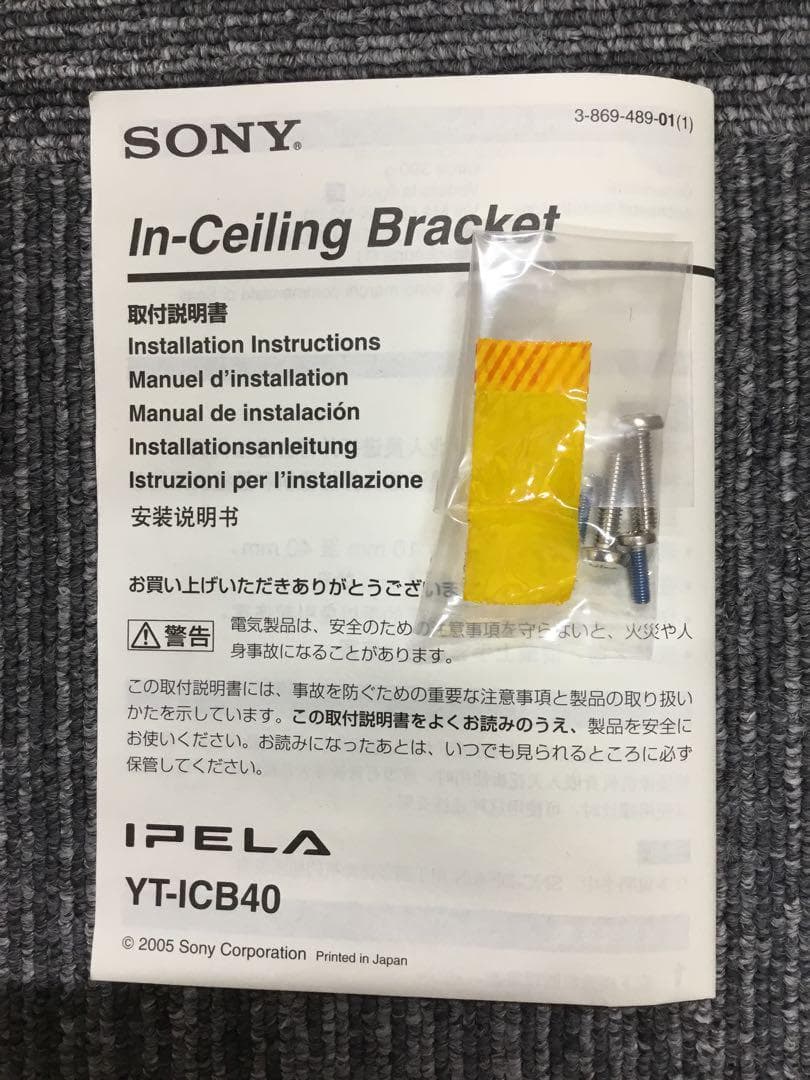 3-869-489-01(1)
SONY®
In-Ceiling Bracket
取付説明書
Installation Instructions
Manuel d'installation
Manual de instalación
Installationsanleitung
Istruzioni per l'installazione
安装说明书
お買い上げいただきありがとうございま
警告
電気製品は、安全のための注意事項を守らないと、火災や人
身事故になることがあります。
この取付説明書には、事故を防ぐための重要な注意事項と製品の取り扱い
かたを示しています。この取付説明書をよくお読みのうえ、製品を安全に
お使いください。お読みになったあとは、いつでも見られるところに必ず
保管してください。
IPELA
YT-ICB40
© 2005 Sony Corporation Printed in Japan